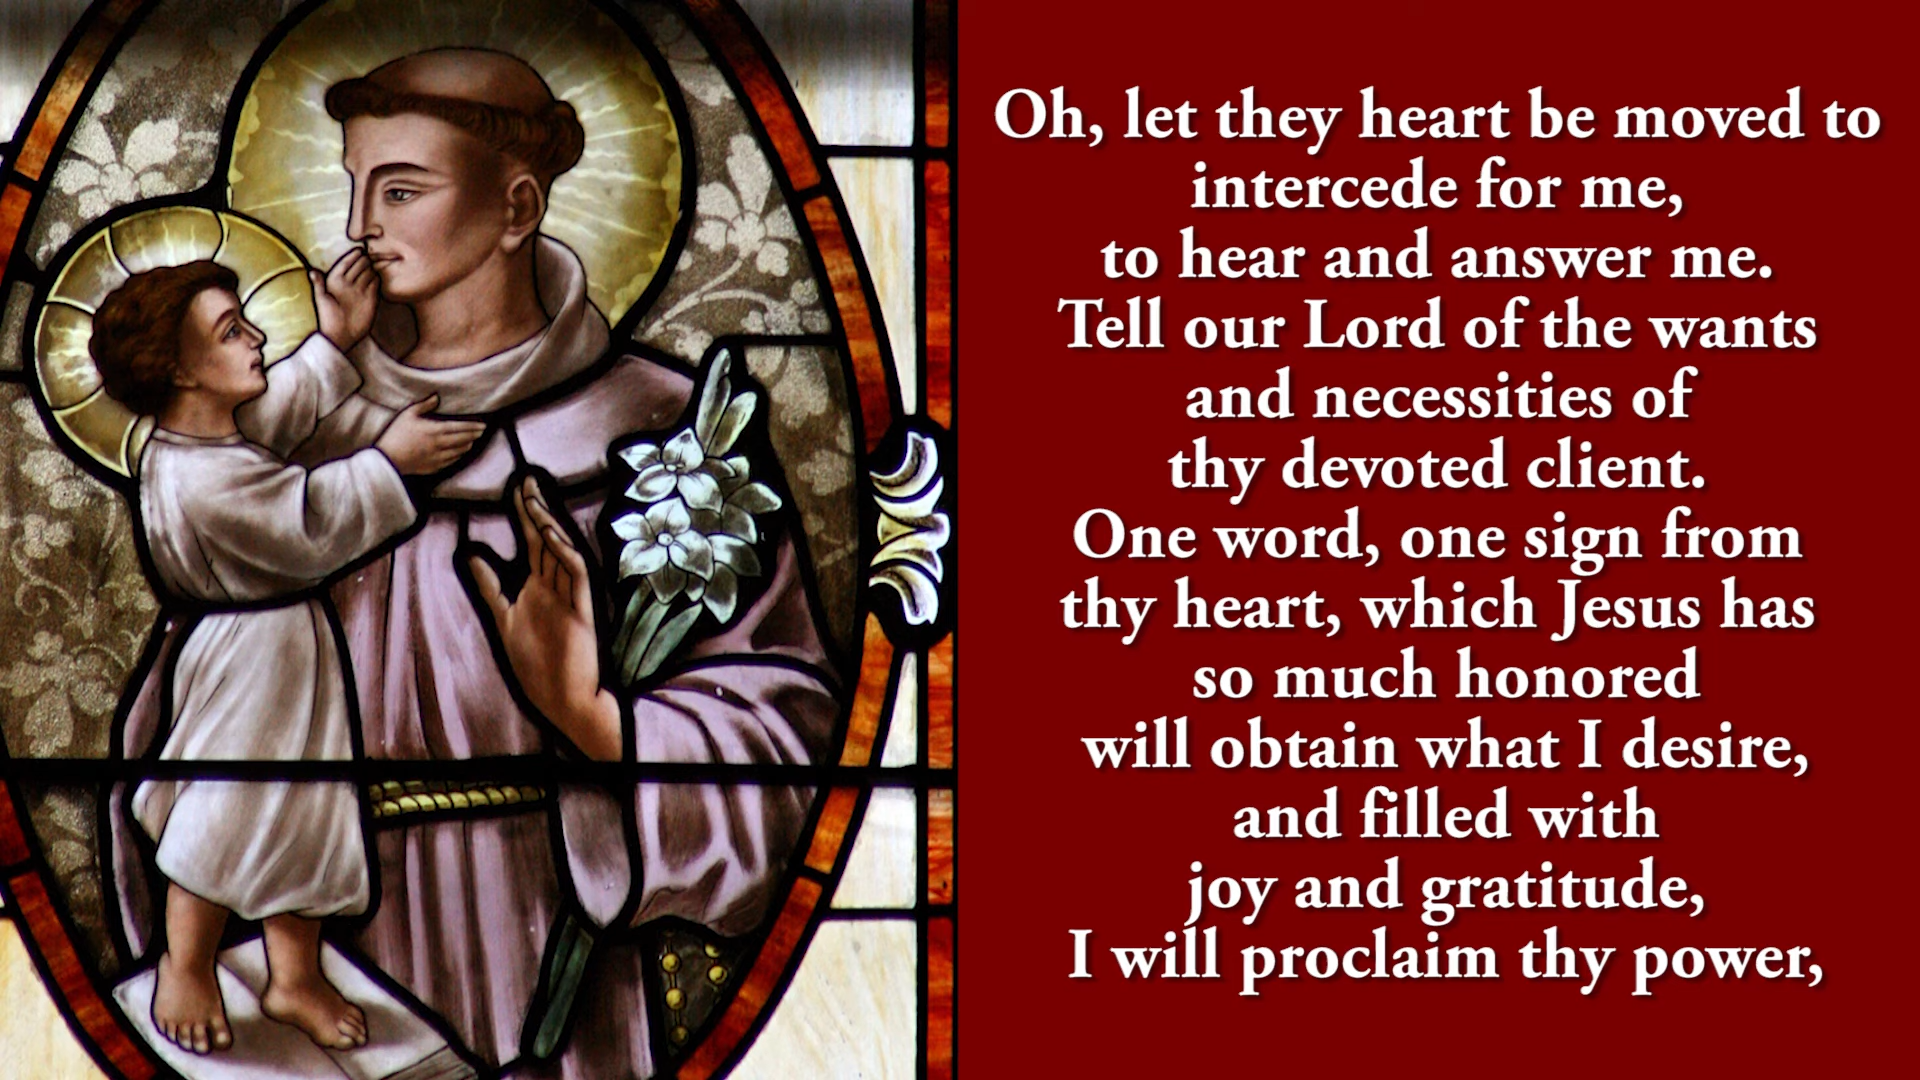 Oh, let they heart be moved to
intercede for me,
to hear and answer me.
Tell our Lord of the wants
and necessities of
thy devoted client.
One word, one sign from
thy heart, which Jesus has
so much honored
will obtain what I desire,
and filled with
joy and gratitude,
I will proclaim thy power,